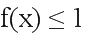 f(x) ≤ 1